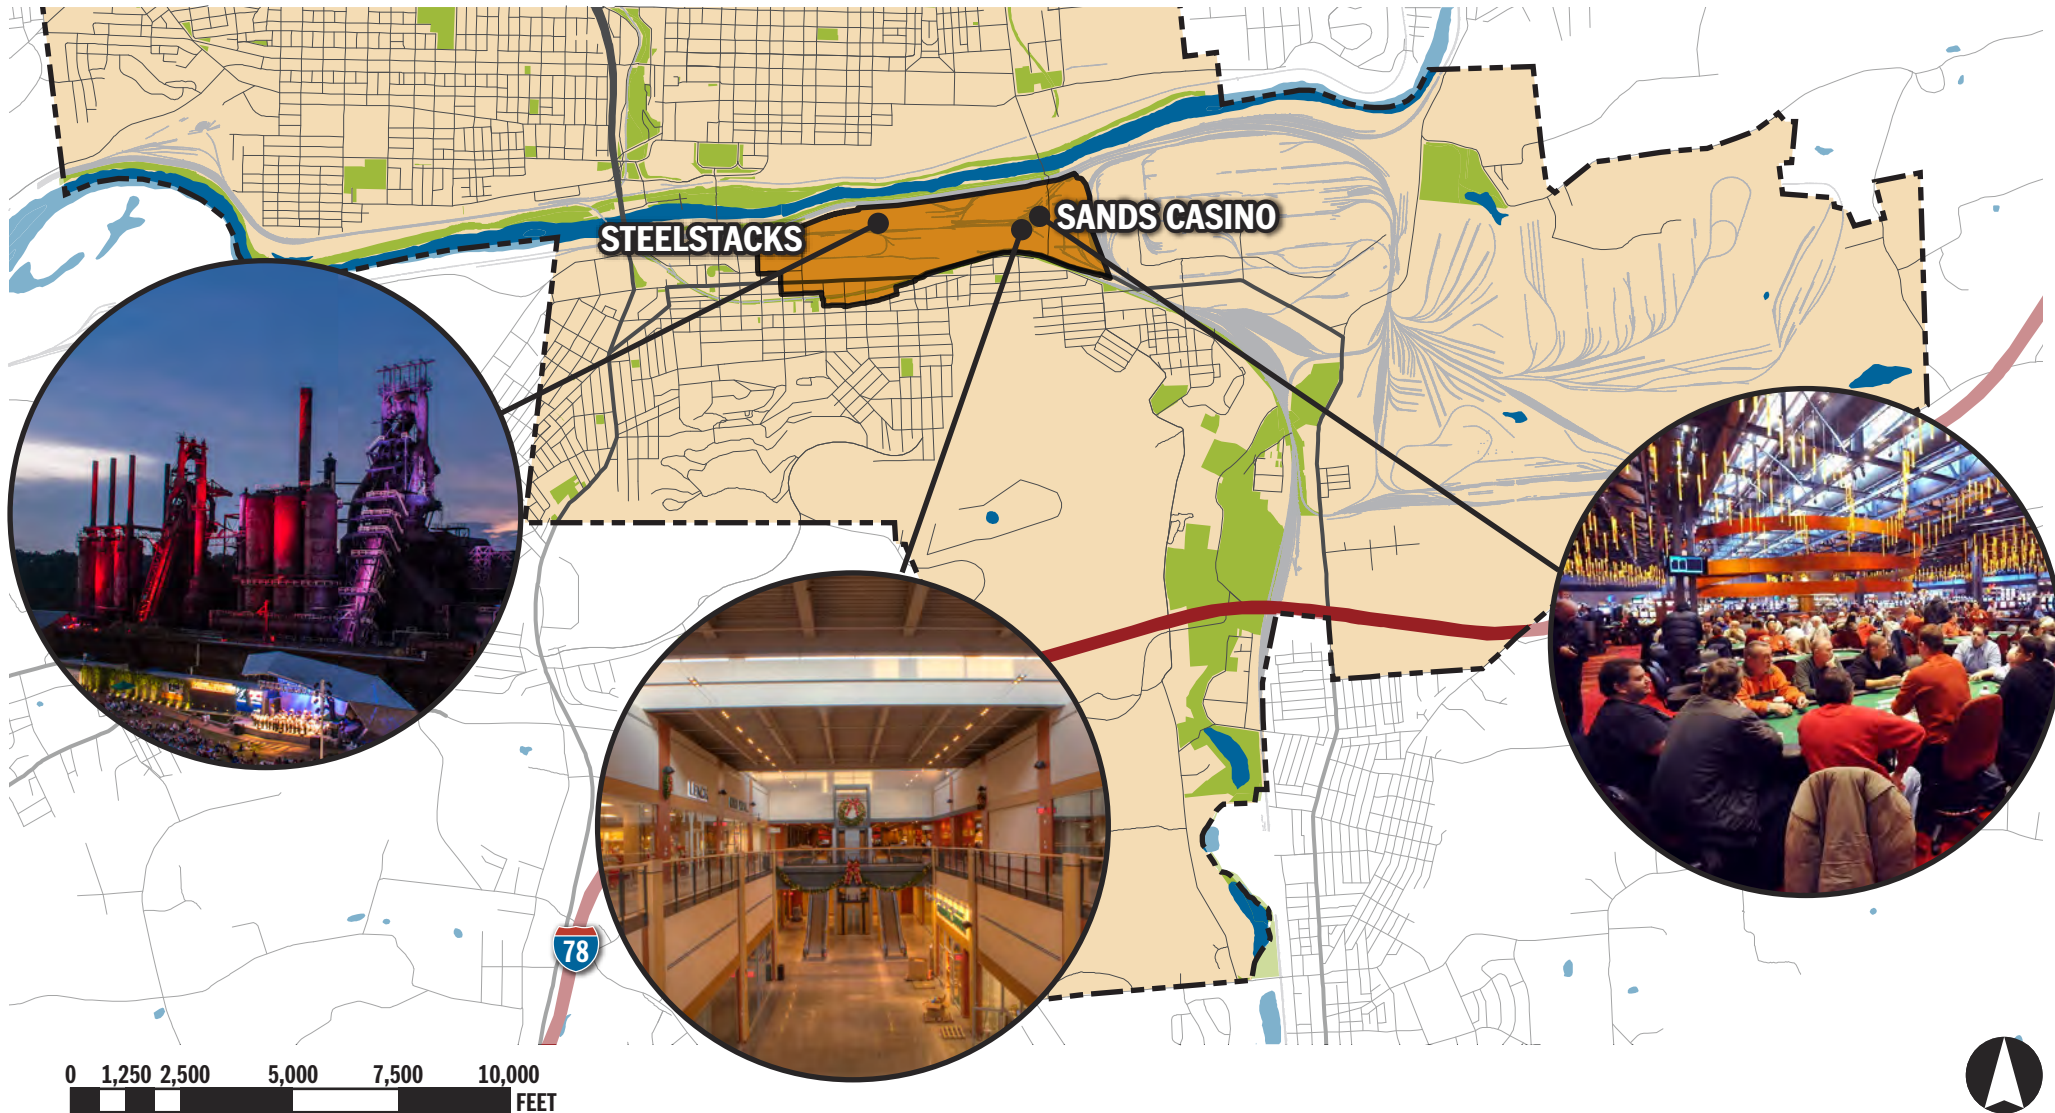 STEELSTACKS
SANDS CASINO
78
0 1,250 2,500 5,000 7,500 10,000
FEET